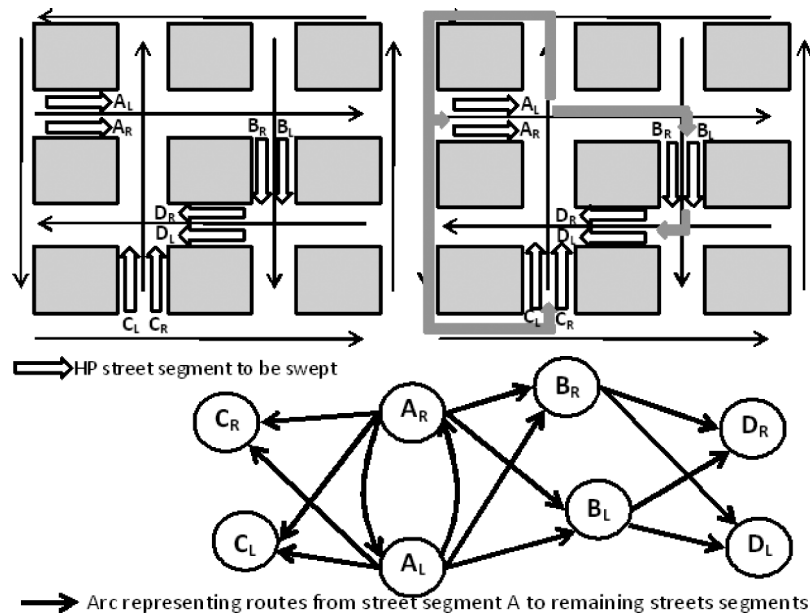 A_L
A_R
B_R B_L
D_R
D_L
C_L C_R
A_L
A_R
B_R B_L
D_R
D_L
C_L C_R
HP street segment to be swept
C_R A_R B_R D_R
C_L A_L B_L D_L
Arc representing routes from street segment A to remaining streets segments